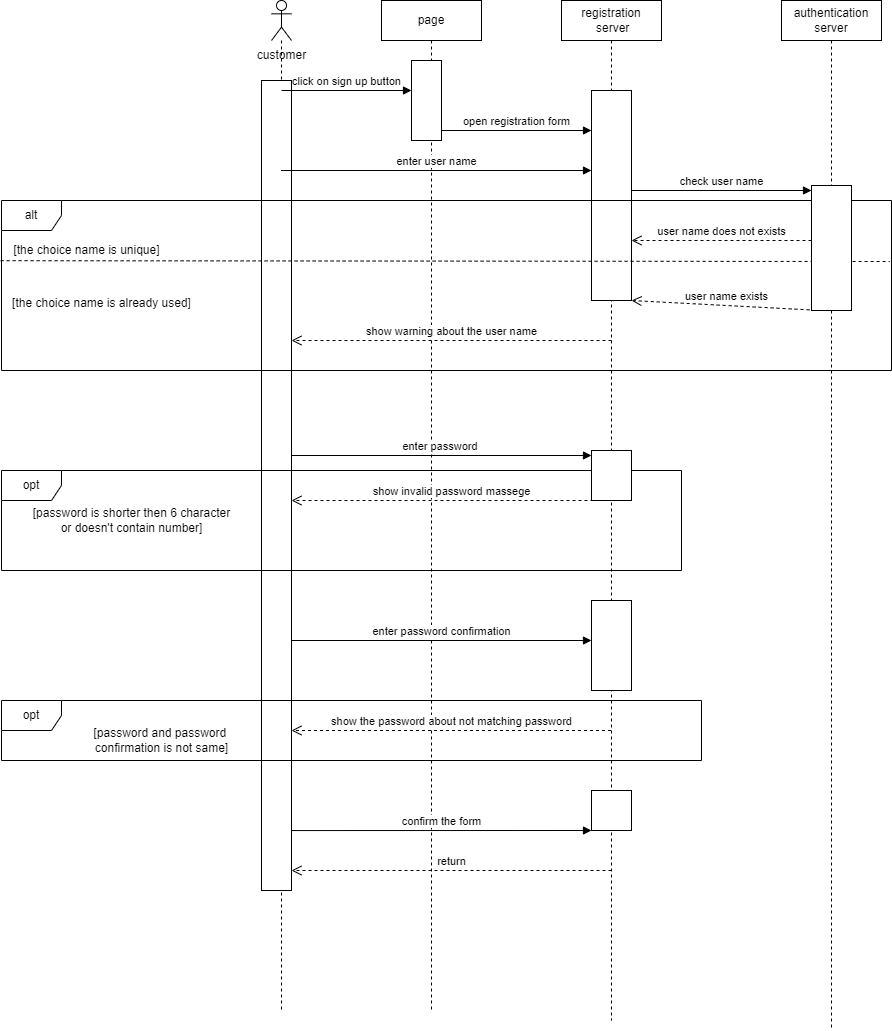 customer
page
registration
server
authentication
server
click on sign up button
open registration form
enter user name
check user name
alt
user name does not exists
[the choice name is unique]
user name exists
[the choice name is already used]
show warning about the user name
enter password
opt
show invalid password massege
[password is shorter then 6 character
or doesn't contain number]
enter password confirmation
opt
show the password about not matching password
[password and password
confirmation is not same]
confirm the form
return